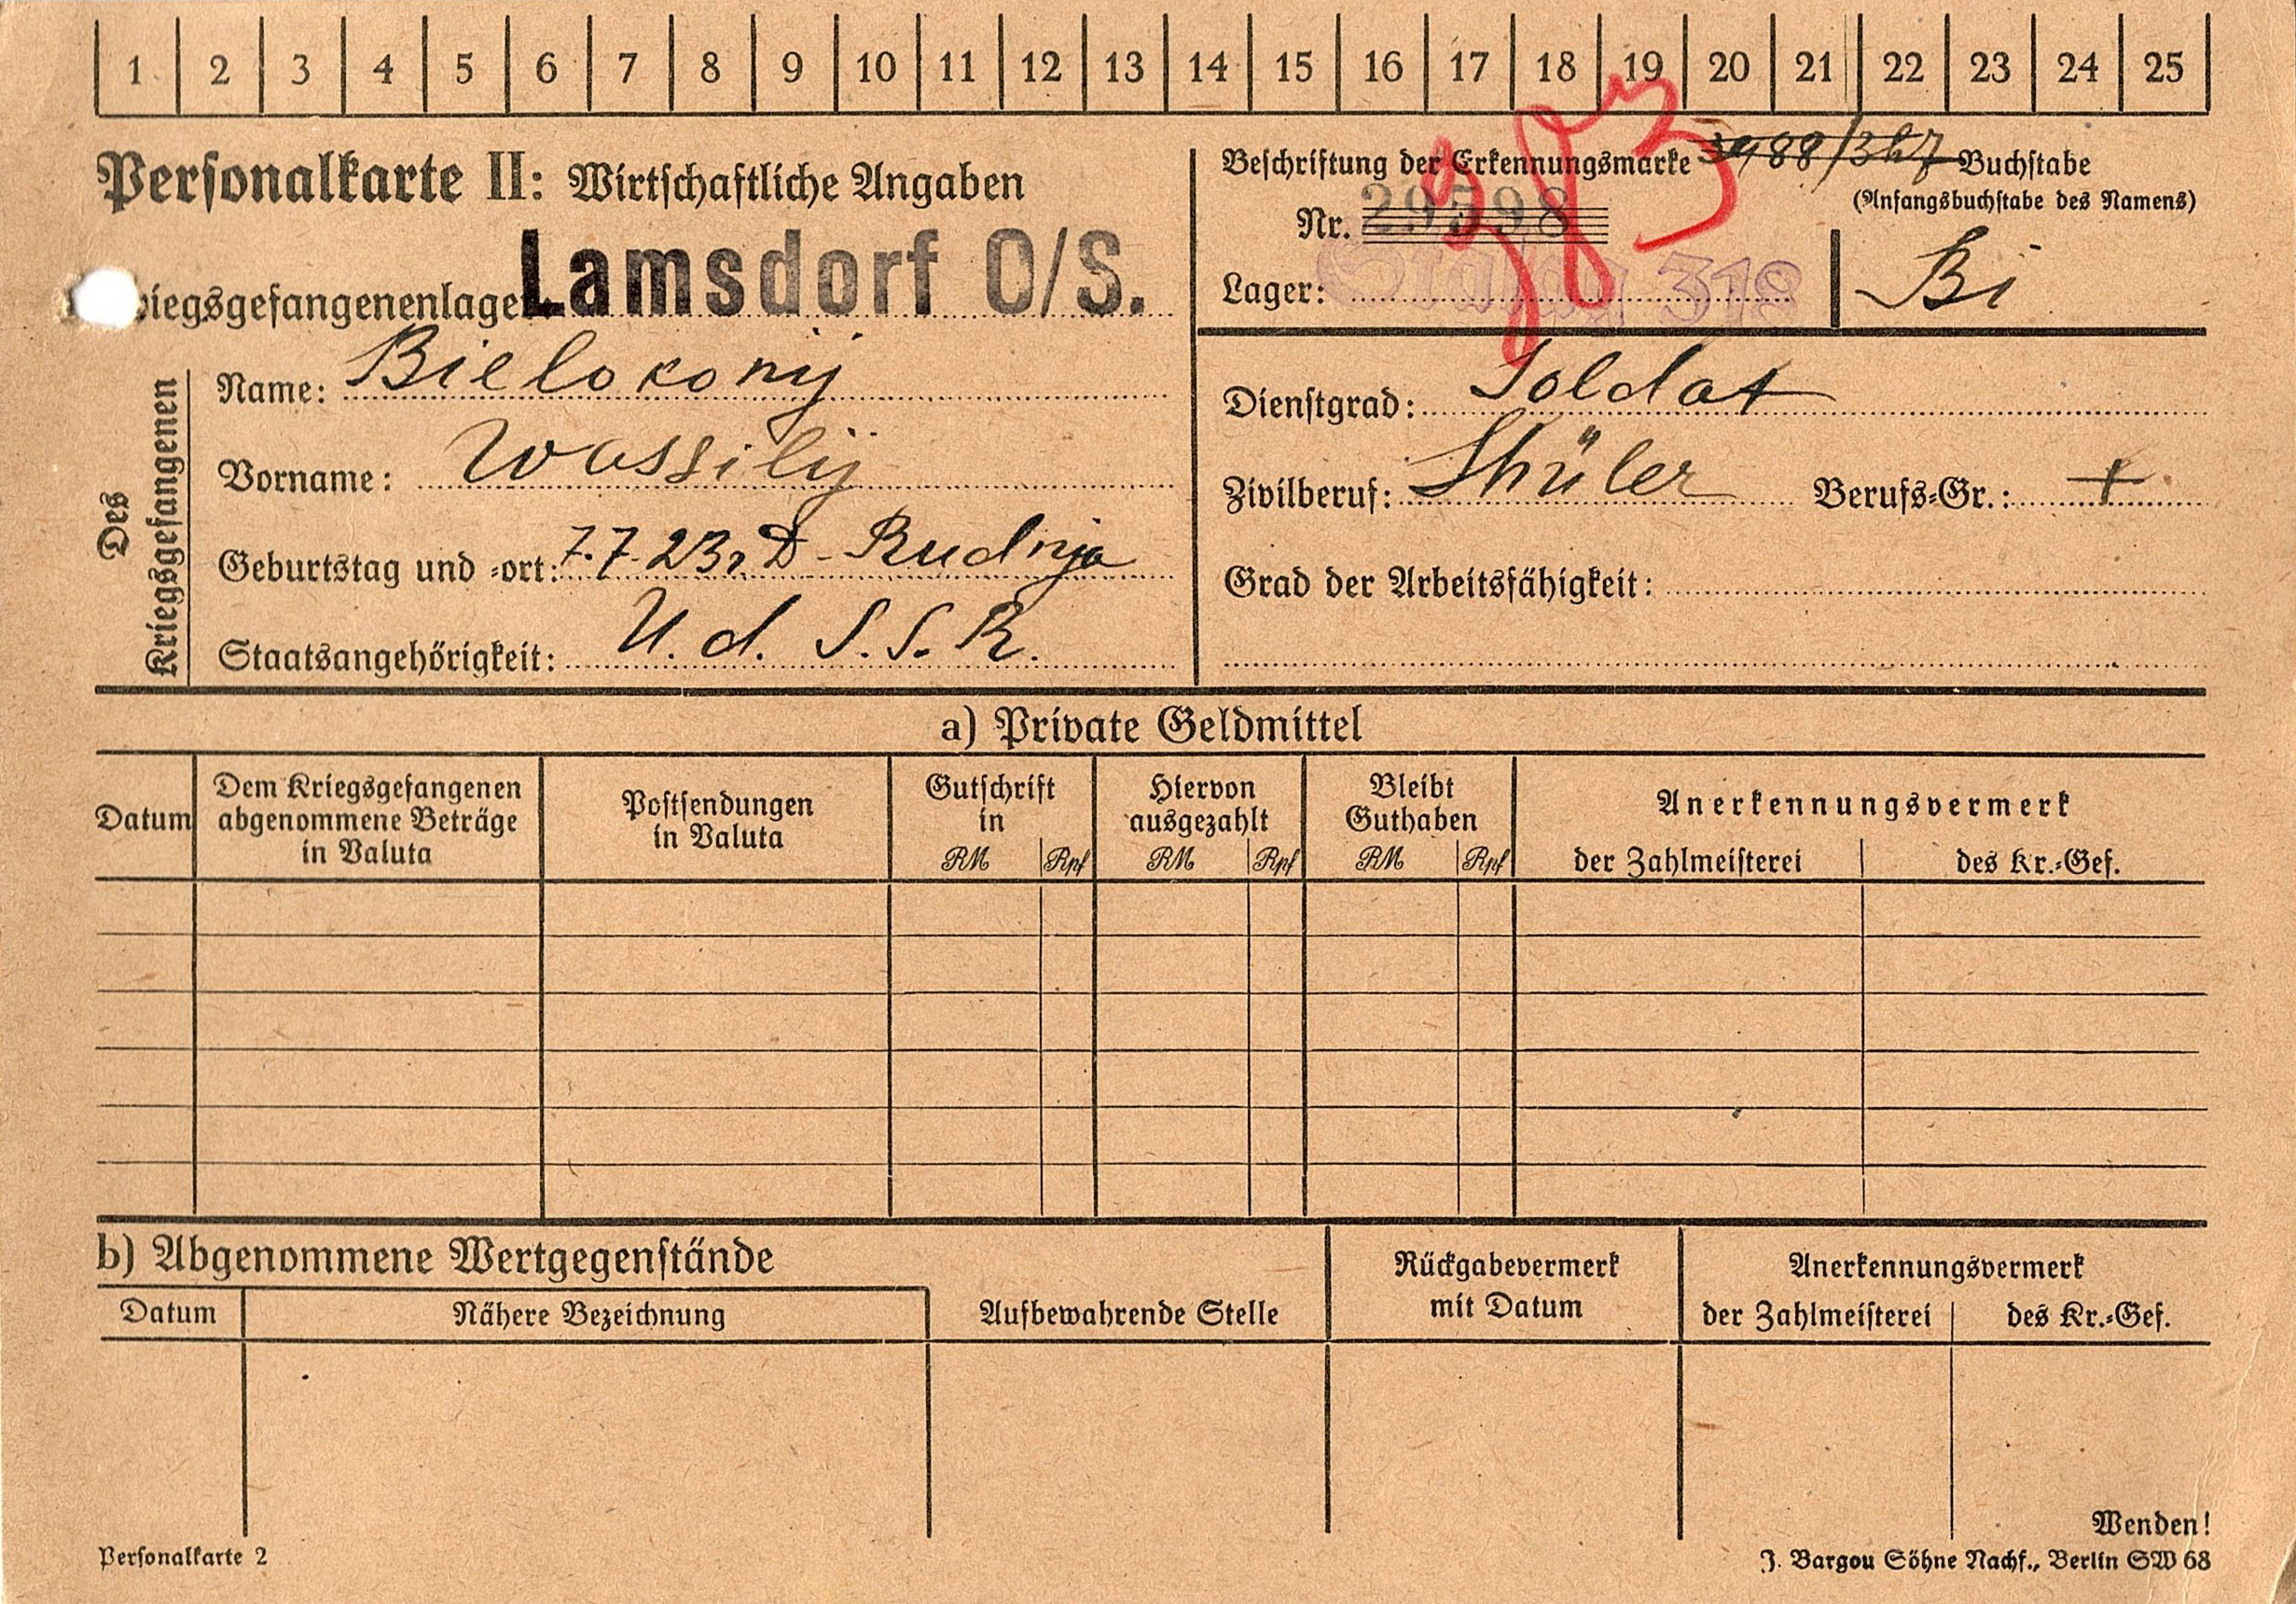 1 2 3 4 5 6 7 8 9 10 11 12 13 14 15 16 17 18 19 20 21 22 23 24 25
Personalkarte II: Wirtschaftliche Angaben
riegsgefangenenlager Lamsdorf O/S.
Des Kriegsgefangenen
Name: Bielokonij
Vorname: Wassilij
Geburtstag und =ort: 7.7.23, D-Rudnja
Staatsangehörigkeit: U. d. S. S. R.
Beschriftung der Erkennungsmarke Buchstabe
(Anfangsbuchstabe des Namens)
Nr. 29798
Lager: Stalag 318 Bi
Dienstgrad: Soldat
Zivilberuf: Shüler Berufs=Gr.: +
Grad der Arbeitsfähigkeit:
a) Private Geldmittel
Datum
Dem Kriegsgefangenen
abgenommene Beträge
in Valuta
Postsendungen
in Valuta
Gutschrift
in
RM Rpf
Hiervon
ausgezahlt
RM Rpf
Bleibt
Guthaben
RM Rpf
Anerkennungsvermerk
der Zahlmeisterei des Kr.=Gef.
b) Abgenommene Wertgegenstände
Datum Nähere Bezeichnung Aufbewahrende Stelle
Rückgabevermerk
mit Datum
Anerkennungsvermerk
der Zahlmeisterei des Kr.=Gef.
Wenden!
Personalkarte 2
J. Bargou Söhne Nachf., Berlin SW 68